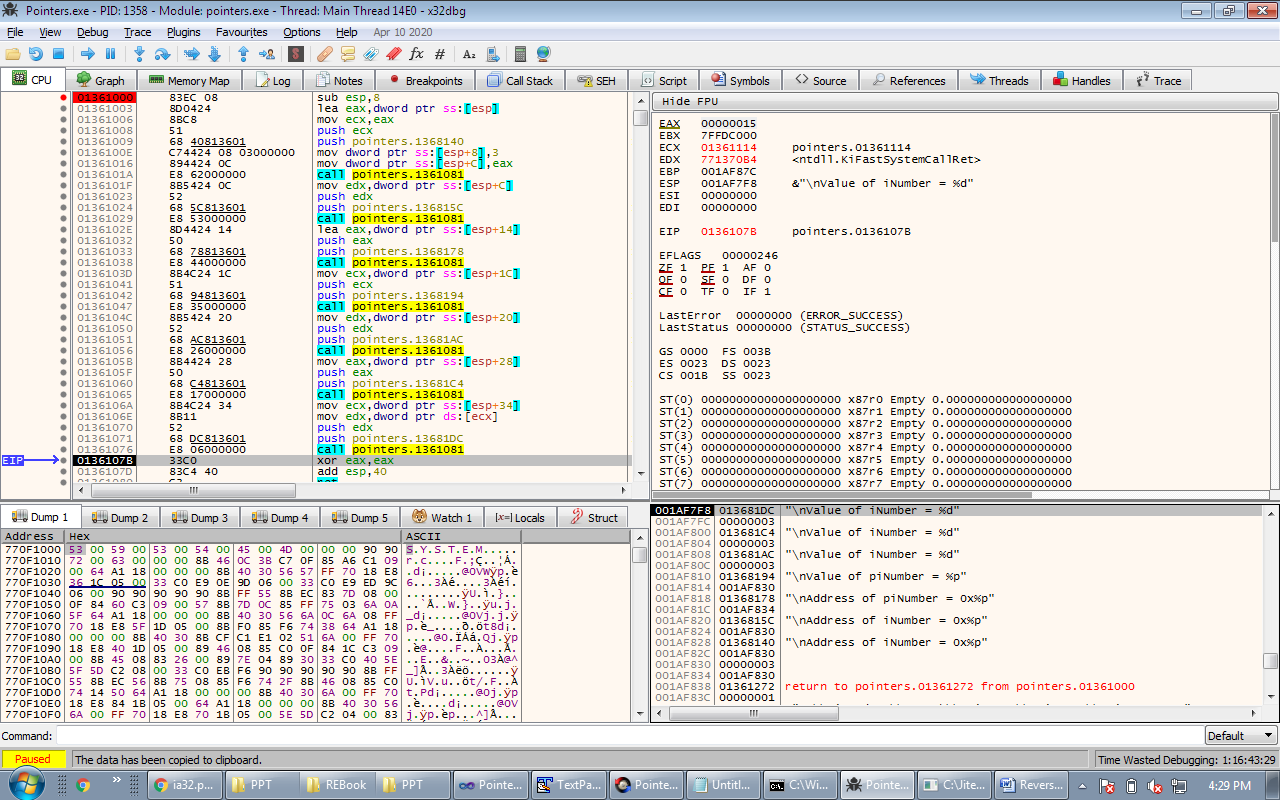 Pointers.exe - PID: 1358 - Module: pointers.exe - Thread: Main Thread 14E0 - x32dbg
File View Debug Trace Plugins Favourites Options Help Apr 10 2020
CPU Graph Memory Map Log Notes Breakpoints Call Stack SEH Script Symbols Source References Threads Handles Trace
01361000 83EC 08 sub esp,8
01361003 8D0424 lea eax,dword ptr ss:[esp]
01361006 8BC8 mov ecx,eax
01361008 51 push ecx
01361009 68 40813601 push pointers.1368140
0136100E C74424 08 03000000 mov dword ptr ss:[esp+8],3
01361016 894424 0C mov dword ptr ss:[esp+C],eax
0136101A E8 62000000 call pointers.1361081
0136101F 8B5424 0C mov edx,dword ptr ss:[esp+C]
01361023 52 push edx
01361024 68 5C813601 push pointers.136815C
01361029 E8 53000000 call pointers.1361081
0136102E 8D4424 14 lea eax,dword ptr ss:[esp+14]
01361032 50 push eax
01361033 68 78813601 push pointers.1368178
01361038 E8 44000000 call pointers.1361081
0136103D 8B4C24 1C mov ecx,dword ptr ss:[esp+1C]
01361041 51 push ecx
01361042 68 94813601 push pointers.1368194
01361047 E8 35000000 call pointers.1361081
0136104C 8B5424 20 mov edx,dword ptr ss:[esp+20]
01361050 52 push edx
01361051 68 AC813601 push pointers.13681AC
01361056 E8 26000000 call pointers.1361081
0136105B 8B4424 28 mov eax,dword ptr ss:[esp+28]
0136105F 50 push eax
01361060 68 C4813601 push pointers.13681C4
01361065 E8 17000000 call pointers.1361081
0136106A 8B4C24 34 mov ecx,dword ptr ss:[esp+34]
0136106E 8B11 mov edx,dword ptr ds:[ecx]
01361070 52 push edx
01361071 68 DC813601 push pointers.13681DC
01361076 E8 06000000 call pointers.1361081
EIP 0136107B 33C0 xor eax,eax
0136107D 83C4 40 add esp,40
Hide FPU
EAX 00000015
EBX 7FFDC000
ECX 01361114 pointers.01361114
EDX 771370B4 <ntdll.KiFastSystemCallRet>
EBP 001AF87C
ESP 001AF7F8 &"\nValue of iNumber = %d"
ESI 00000000
EDI 00000000
EIP 0136107B pointers.0136107B
EFLAGS 00000246
ZF 1 PF 1 AF 0
OF 0 SF 0 DF 0
CF 0 TF 0 IF 1
LastError 00000000 (ERROR_SUCCESS)
LastStatus 00000000 (STATUS_SUCCESS)
GS 0000 FS 003B
ES 0023 DS 0023
CS 001B SS 0023
ST(0) 00000000000000000000 x87r0 Empty 0.000000000000000000
ST(1) 00000000000000000000 x87r1 Empty 0.000000000000000000
ST(2) 00000000000000000000 x87r2 Empty 0.000000000000000000
ST(3) 00000000000000000000 x87r3 Empty 0.000000000000000000
ST(4) 00000000000000000000 x87r4 Empty 0.000000000000000000
ST(5) 00000000000000000000 x87r5 Empty 0.000000000000000000
ST(6) 00000000000000000000 x87r6 Empty 0.000000000000000000
ST(7) 00000000000000000000 x87r7 Empty 0.000000000000000000
Dump 1 Dump 2 Dump 3 Dump 4 Dump 5 Watch 1 Locals Struct
Address Hex ASCII
770F1000 53 00 59 00 53 00 54 00 45 00 4D 00 00 00 90 90 S.Y.S.T.E.M.....
770F1010 72 00 63 00 00 00 8B 46 0C 3B C7 0F 85 A6 C1 09
770F1020 00 64 A1 18 00 00 00 8B 40 30 56 57 FF 70 18 E8
770F1030 36 1C 05 00 33 C0 E9 0E 9D 06 00 33 C0 E9 ED 9C
770F1040 06 00 90 90 90 90 90 8B FF 55 8B EC 83 7D 08 00
770F1050 0F 84 60 C3 09 00 57 8B 7D 0C 85 FF 75 03 6A 0A
770F1060 5F 64 A1 18 00 00 00 8B 40 30 56 6A 0C 6A 08 FF
770F1070 70 18 E8 5F 1D 05 00 8B F0 85 F6 74 38 64 A1 18
770F1080 00 00 00 8B 40 30 8B CF C1 E1 02 51 6A 00 FF 70
770F1090 18 E8 40 1D 05 00 89 46 08 85 C0 0F 84 1C C3 09
770F10A0 00 8B 45 08 83 26 00 89 7E 04 89 30 33 C0 40 5E
770F10B0 5F 5D C2 08 00 33 C0 EB F6 90 90 90 90 90 8B FF
770F10C0 55 8B EC 56 8B 75 08 85 F6 74 2F 8B 46 08 85 C0
770F10D0 74 14 50 64 A1 18 00 00 00 8B 40 30 6A 00 FF 70
770F10E0 18 E8 84 1B 05 00 64 A1 18 00 00 00 8B 40 30 56
770F10F0 6A 00 FF 70 18 E8 70 1B 05 00 5E 5D C2 04 00 83
001AF7F8 013681DC "\nValue of iNumber = %d"
001AF7FC 00000003
001AF800 013681C4 "\nValue of iNumber = %d"
001AF804 00000003
001AF808 013681AC "\nValue of iNumber = %d"
001AF80C 00000003
001AF810 01368194 "\nValue of piNumber = %p"
001AF814 001AF830
001AF818 01368178 "\nAddress of piNumber = 0x%p"
001AF81C 001AF834
001AF820 0136815C "\nAddress of iNumber = 0x%p"
001AF824 001AF830
001AF828 01368140 "\nAddress of iNumber = 0x%p"
001AF82C 001AF830
001AF830 00000003
001AF834 001AF830
001AF838 01361272 return to pointers.01361272 from pointers.01361000
001AF83C 00000001
Command: Default
Paused The data has been copied to clipboard. Time Wasted Debugging: 1:16:43:29
ia32.p... PPT REBook PPT Pointe... TextPa... Pointe... Untitl... C:\Wi... Pointe... C:\Jite... Revers... 4:29 PM